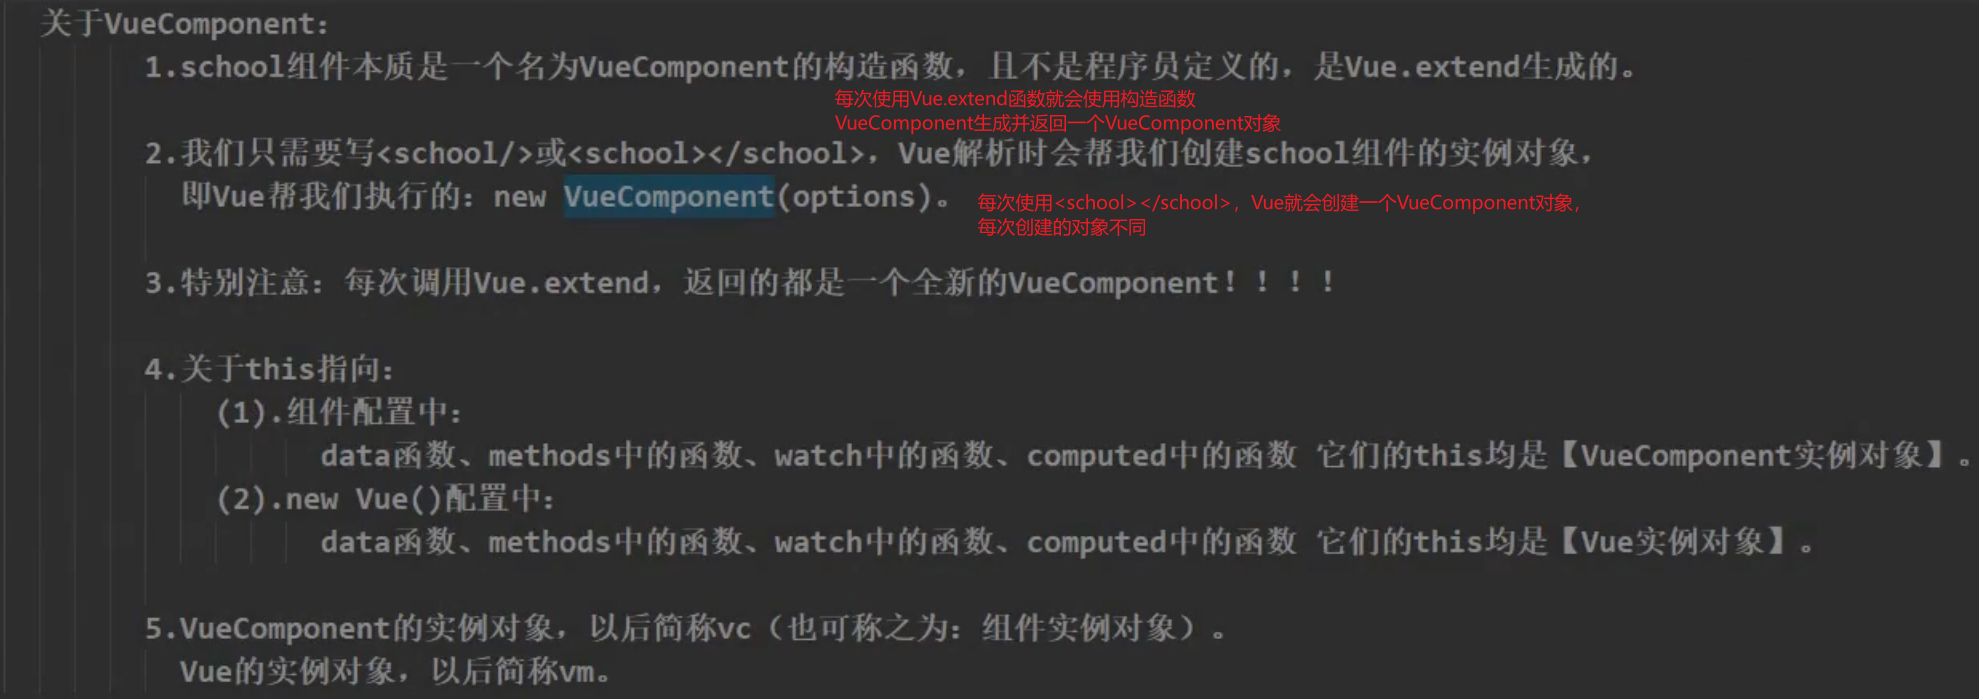 关于VueComponent：
1.school组件本质是一个名为VueComponent的构造函数，且不是程序员定义的，是Vue.extend生成的。
每次使用Vue.extend函数就会使用构造函数
VueComponent生成并返回一个VueComponent对象
2.我们只需要写<school/>或<school></school>，Vue解析时会帮我们创建school组件的实例对象，
即Vue帮我们执行的：new VueComponent(options)。
每次使用<school></school>，Vue就会创建一个VueComponent对象，
每次创建的对象不同
3.特别注意：每次调用Vue.extend，返回的都是一个全新的VueComponent！！！！
4.关于this指向：
(1).组件配置中：
data函数、methods中的函数、watch中的函数、computed中的函数 它们的this均是【VueComponent实例对象】。
(2).new Vue()配置中：
data函数、methods中的函数、watch中的函数、computed中的函数 它们的this均是【Vue实例对象】。
5.VueComponent的实例对象，以后简称vc（也可称之为：组件实例对象）。
Vue的实例对象，以后简称vm。